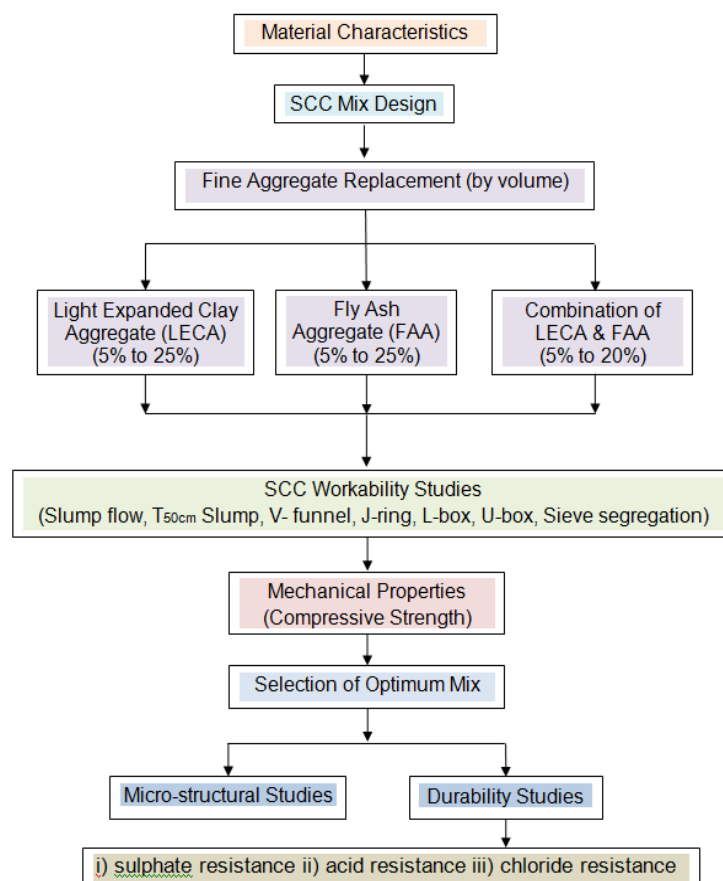 Material Characteristics
SCC Mix Design
Fine Aggregate Replacement (by volume)
Light Expanded Clay
Aggregate (LECA)
(5% to 25%)
Fly Ash
Aggregate (FAA)
(5% to 25%)
Combination of
LECA & FAA
(5% to 20%)
SCC Workability Studies
(Slump flow, T50cm Slump, V- funnel, J-ring, L-box, U-box, Sieve segregation)
Mechanical Properties
(Compressive Strength)
Selection of Optimum Mix
Micro-structural Studies
Durability Studies
i) sulphate resistance ii) acid resistance iii) chloride resistance